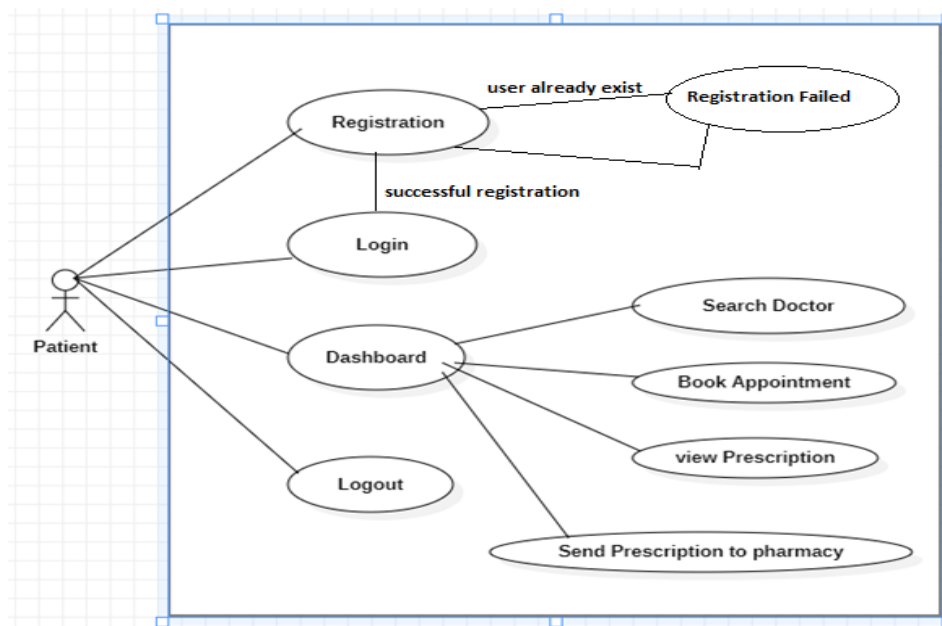 user already exist
Registration Failed
Registration
successful registration
Login
Patient
Search Doctor
Dashboard
Book Appointment
view Prescription
Logout
Send Prescription to pharmacy